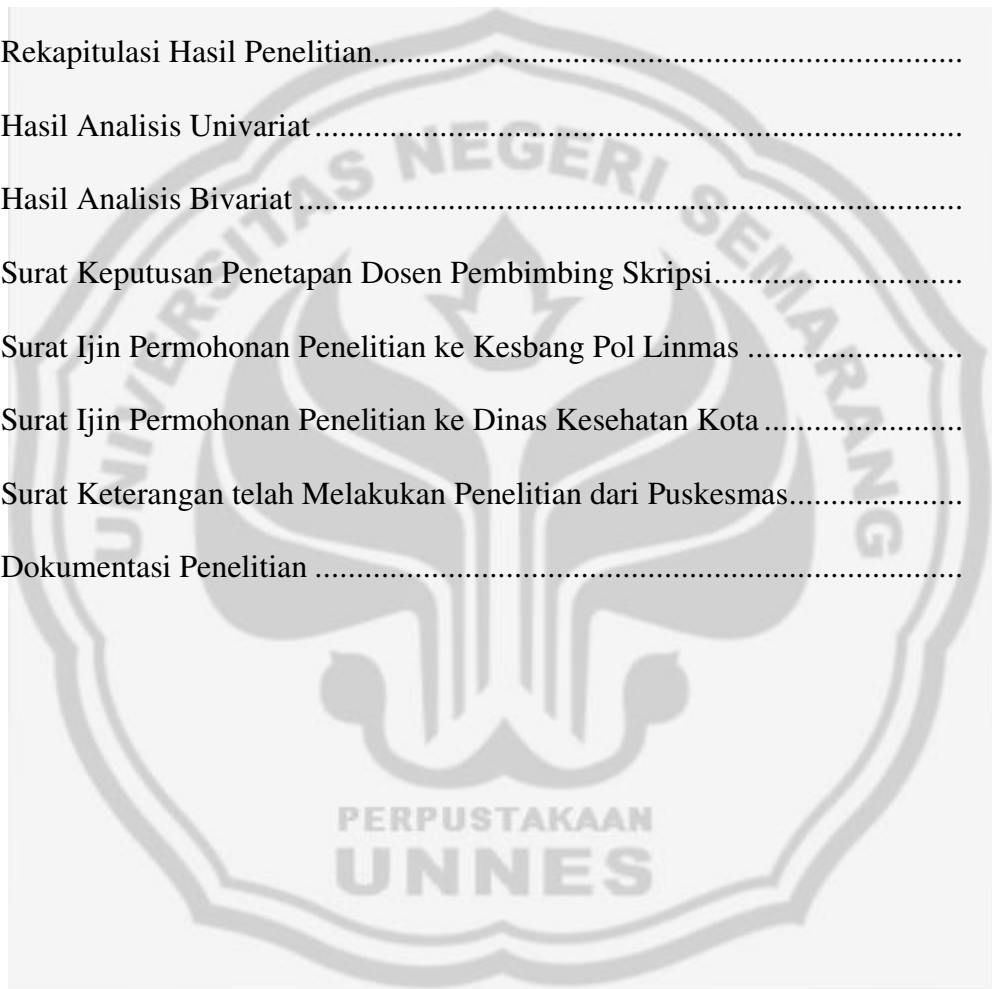 Rekapitulasi Hasil Penelitian.......................................................................
Hasil Analisis Univariat..............................................................................
Hasil Analisis Bivariat................................................................................
Surat Keputusan Penetapan Dosen Pembimbing Skripsi..............................
Surat Ijin Permohonan Penelitian ke Kesbang Pol Linmas ..........................
Surat Ijin Permohonan Penelitian ke Dinas Kesehatan Kota........................
Surat Keterangan telah Melakukan Penelitian dari Puskesmas.....................
Dokumentasi Penelitian ..............................................................................
UNIVERSITAS NEGERI SEMARANG
PERPUSTAKAAN
UNNES